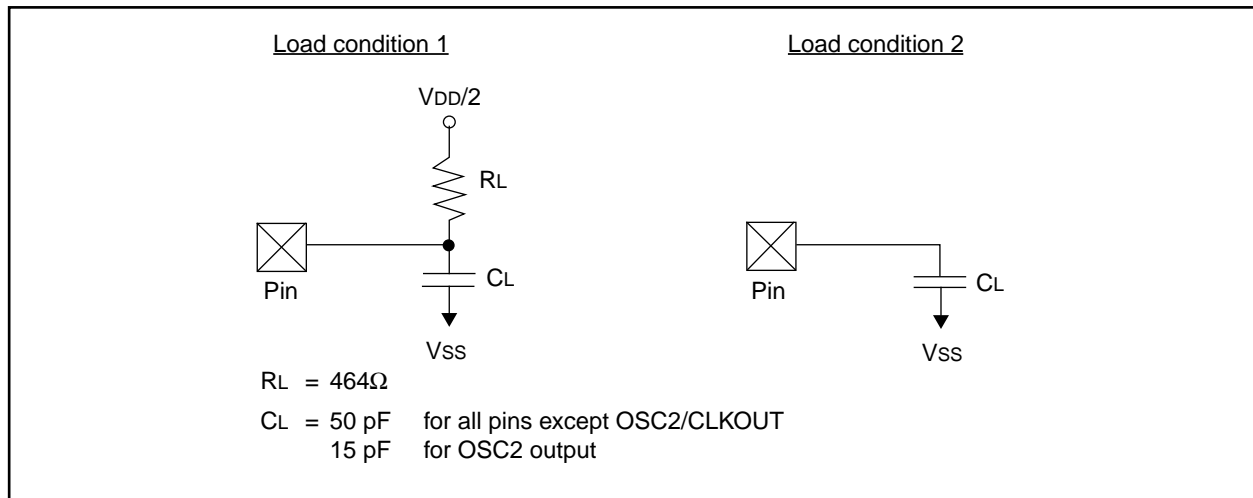 Load condition 1
VDD/2
RL
Pin
CL
VSS
Load condition 2
Pin
CL
VSS
RL = 464Ω
CL = 50 pF for all pins except OSC2/CLKOUT
15 pF for OSC2 output